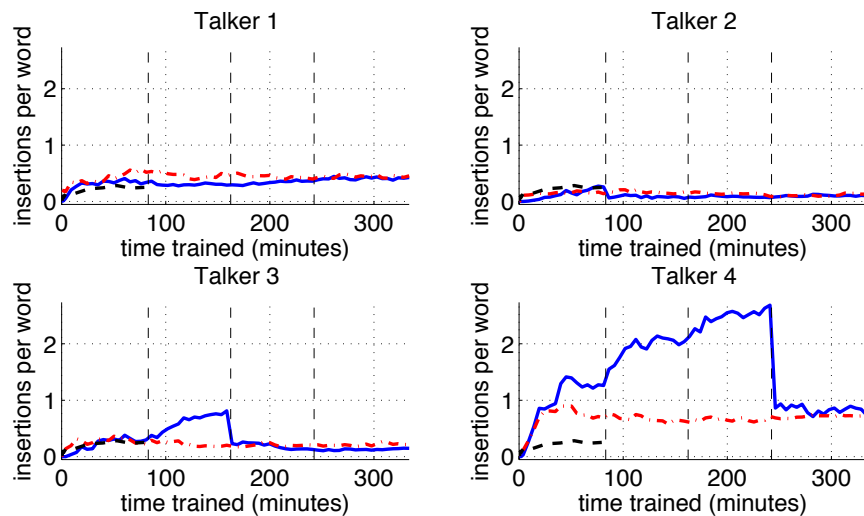 Talker 1
insertions per word
2
1
0
0 100 200 300
time trained (minutes)
Talker 2
insertions per word
2
1
0
0 100 200 300
time trained (minutes)
Talker 3
insertions per word
2
1
0
0 100 200 300
time trained (minutes)
Talker 4
insertions per word
2
1
0
0 100 200 300
time trained (minutes)